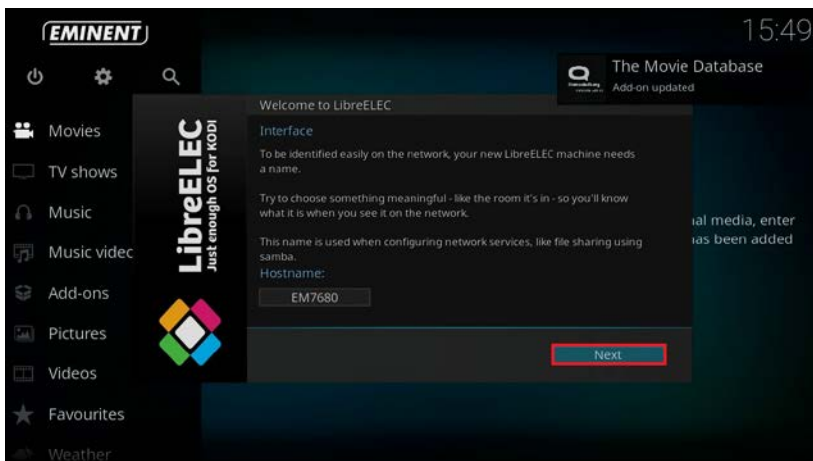 EMINENT
15:49
The Movie Database
Add-on updated
Movies
TV shows
Music
Music videc
Add-ons
Pictures
Videos
Favourites
Weather
LibreELEC
Just enough OS for KODI
Welcome to LibreELEC
Interface
To be identified easily on the network, your new LibreELEC machine needs
a name.
Try to choose something meaningful - like the room it's in - so you'll know
what it is when you see it on the network.
This name is used when configuring network services, like file sharing using
samba.
Hostname:
EM7680
Next
nal media, enter
has been added